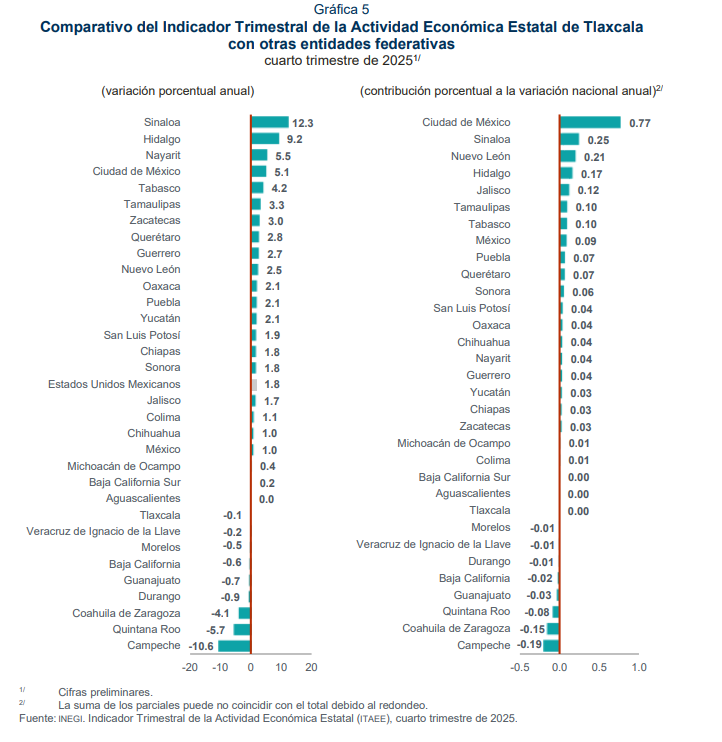 Gráfica 5
Comparativo del Indicador Trimestral de la Actividad Económica Estatal de Tlaxcala
con otras entidades federativas
cuarto trimestre de 20251/
(variación porcentual anual)
Sinaloa 12.3
Hidalgo 9.2
Nayarit 5.5
Ciudad de México 5.1
Tabasco 4.2
Tamaulipas 3.3
Zacatecas 3.0
Querétaro 2.8
Guerrero 2.7
Nuevo León 2.5
Oaxaca 2.1
Puebla 2.1
Yucatán 2.1
San Luis Potosí 1.9
Chiapas 1.8
Sonora 1.8
Estados Unidos Mexicanos 1.8
Jalisco 1.7
Colima 1.1
Chihuahua 1.0
México 1.0
Michoacán de Ocampo 0.4
Baja California Sur 0.2
Aguascalientes 0.0
Tlaxcala -0.1
Veracruz de Ignacio de la Llave -0.2
Morelos -0.5
Baja California -0.6
Guanajuato -0.7
Durango -0.9
Coahuila de Zaragoza -4.1
Quintana Roo -5.7
Campeche -10.6
-20 -10 0 10 20
(contribución porcentual a la variación nacional anual)2/
Ciudad de México 0.77
Sinaloa 0.25
Nuevo León 0.21
Hidalgo 0.17
Jalisco 0.12
Tamaulipas 0.10
Tabasco 0.10
México 0.09
Puebla 0.07
Querétaro 0.07
Sonora 0.06
San Luis Potosí 0.04
Oaxaca 0.04
Chihuahua 0.04
Nayarit 0.04
Guerrero 0.04
Yucatán 0.03
Chiapas 0.03
Zacatecas 0.03
Michoacán de Ocampo 0.01
Colima 0.01
Baja California Sur 0.00
Aguascalientes 0.00
Tlaxcala 0.00
Morelos -0.01
Veracruz de Ignacio de la Llave -0.01
Durango -0.01
Baja California -0.02
Guanajuato -0.03
Quintana Roo -0.08
Coahuila de Zaragoza -0.15
Campeche -0.19
-0.5 0.0 0.5 1.0
1/ Cifras preliminares.
2/ La suma de los parciales puede no coincidir con el total debido al redondeo.
Fuente: INEGI. Indicador Trimestral de la Actividad Económica Estatal (ITAEE), cuarto trimestre de 2025.